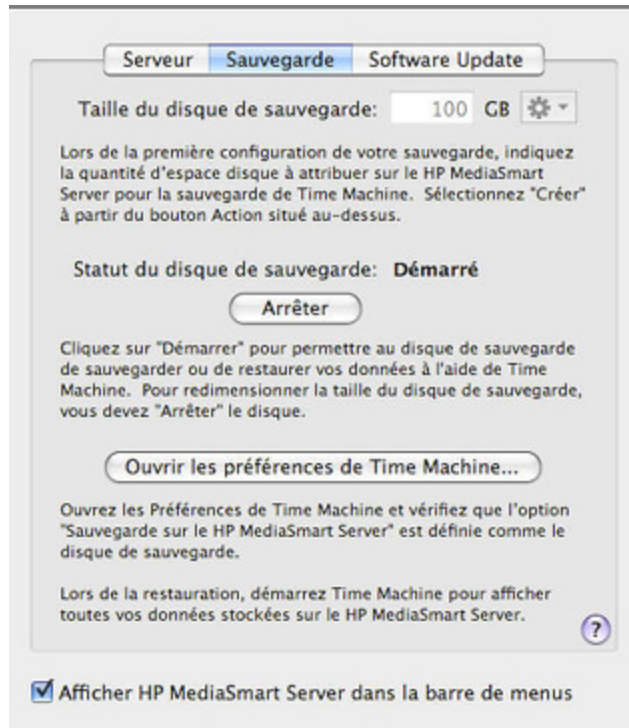 Serveur Sauvegarde Software Update
Taille du disque de sauvegarde: 100 GB
Lors de la première configuration de votre sauvegarde, indiquez
la quantité d'espace disque à attribuer sur le HP MediaSmart
Server pour la sauvegarde de Time Machine. Sélectionnez "Créer"
à partir du bouton Action situé au-dessus.
Statut du disque de sauvegarde: Démarré
Arrêter
Cliquez sur "Démarrer" pour permettre au disque de sauvegarde
de sauvegarder ou de restaurer vos données à l'aide de Time
Machine. Pour redimensionner la taille du disque de sauvegarde,
vous devez "Arrêter" le disque.
Ouvrir les préférences de Time Machine...
Ouvrez les Préférences de Time Machine et vérifiez que l'option
"Sauvegarde sur le HP MediaSmart Server" est définie comme le
disque de sauvegarde.
Lors de la restauration, démarrez Time Machine pour afficher
toutes vos données stockées sur le HP MediaSmart Server.
?
Afficher HP MediaSmart Server dans la barre de menus